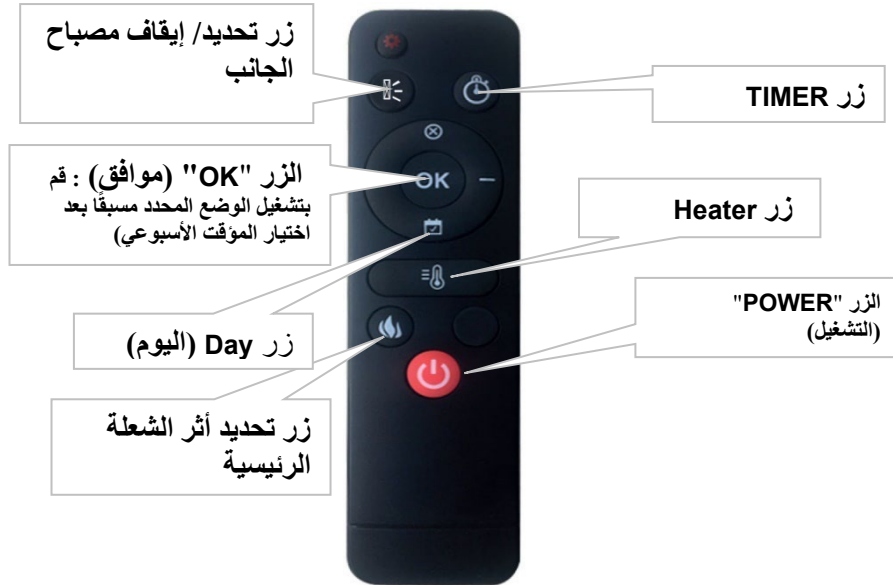 زر تحديد/ إيقاف مصباح
الجانب
زر TIMER
OK
الزر "OK" (موافق) : قم
بتشغيل الوضع المحدد مسبقًا بعد
اختيار المؤقت الأسبوعي)
زر Heater
الزر "POWER"
(التشغيل)
زر Day (اليوم)
زر تحديد أثر الشعلة
الرئيسية